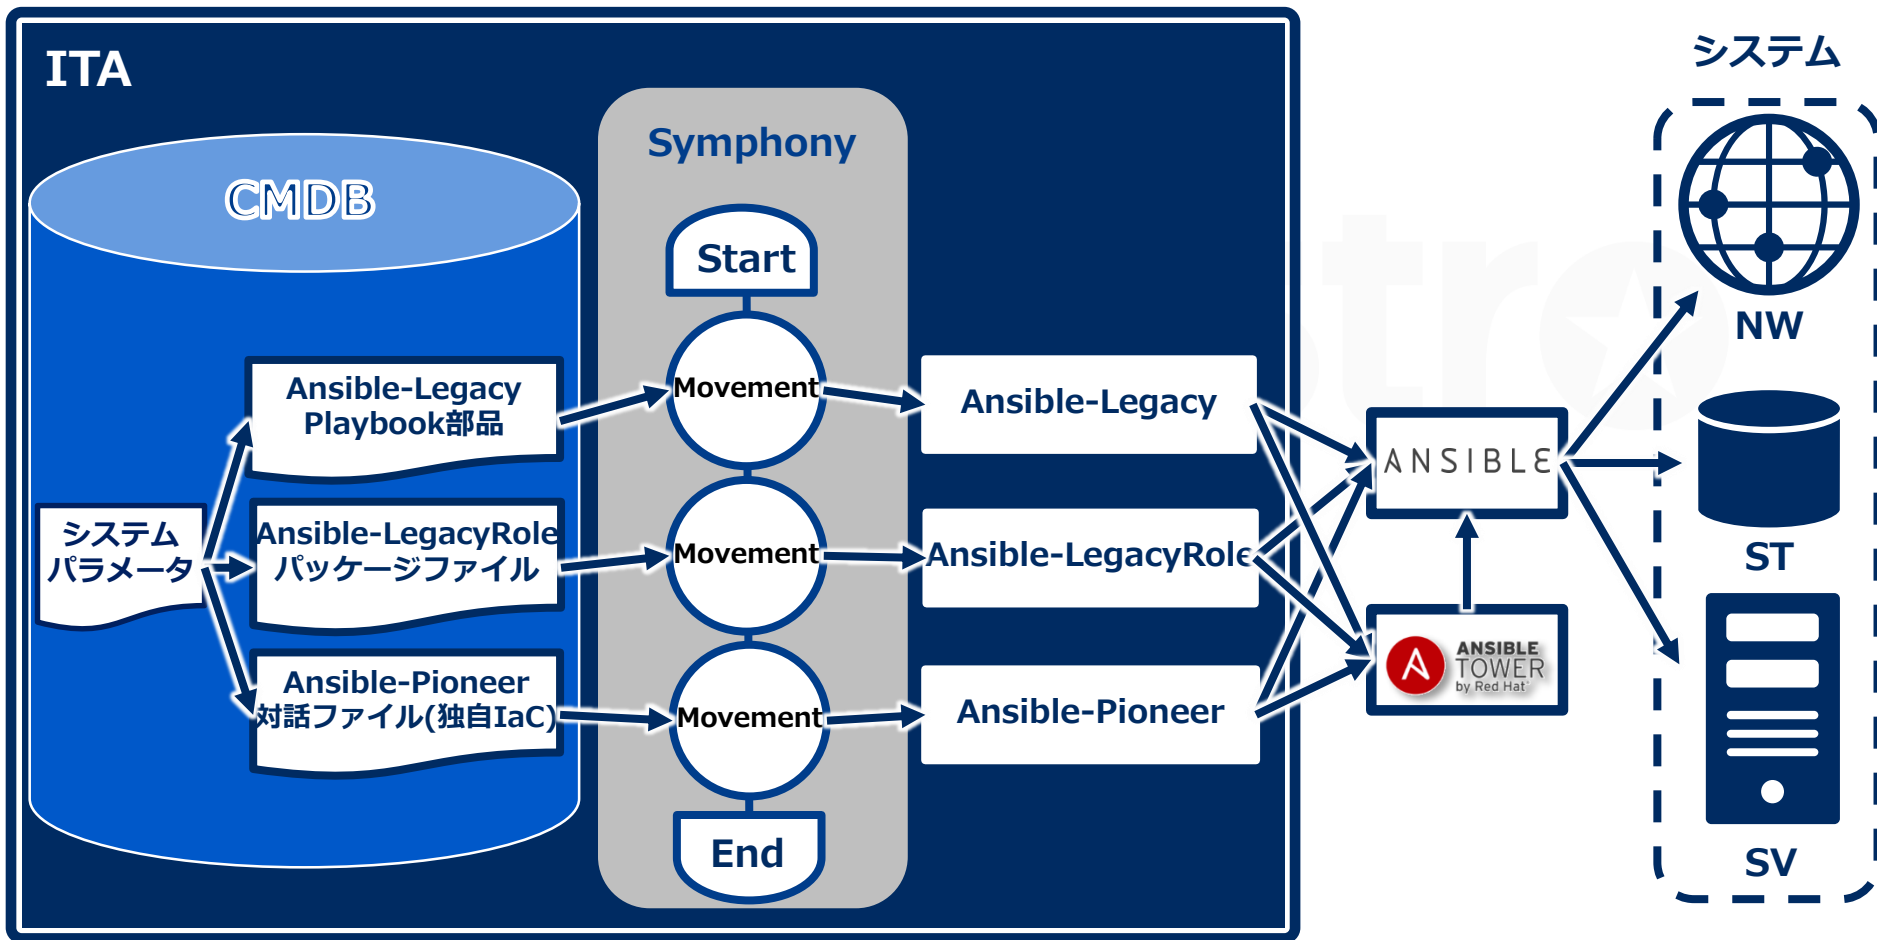 ITA
システム
CMDB
Symphony
Start
Movement
Movement
Movement
End
システム
パラメータ
Ansible-Legacy
Playbook部品
Ansible-LegacyRole
パッケージファイル
Ansible-Pioneer
対話ファイル(独自IaC)
Ansible-Legacy
Ansible-LegacyRole
Ansible-Pioneer
ANSIBLE
ANSIBLE
TOWER
by Red Hat
NW
ST
SV